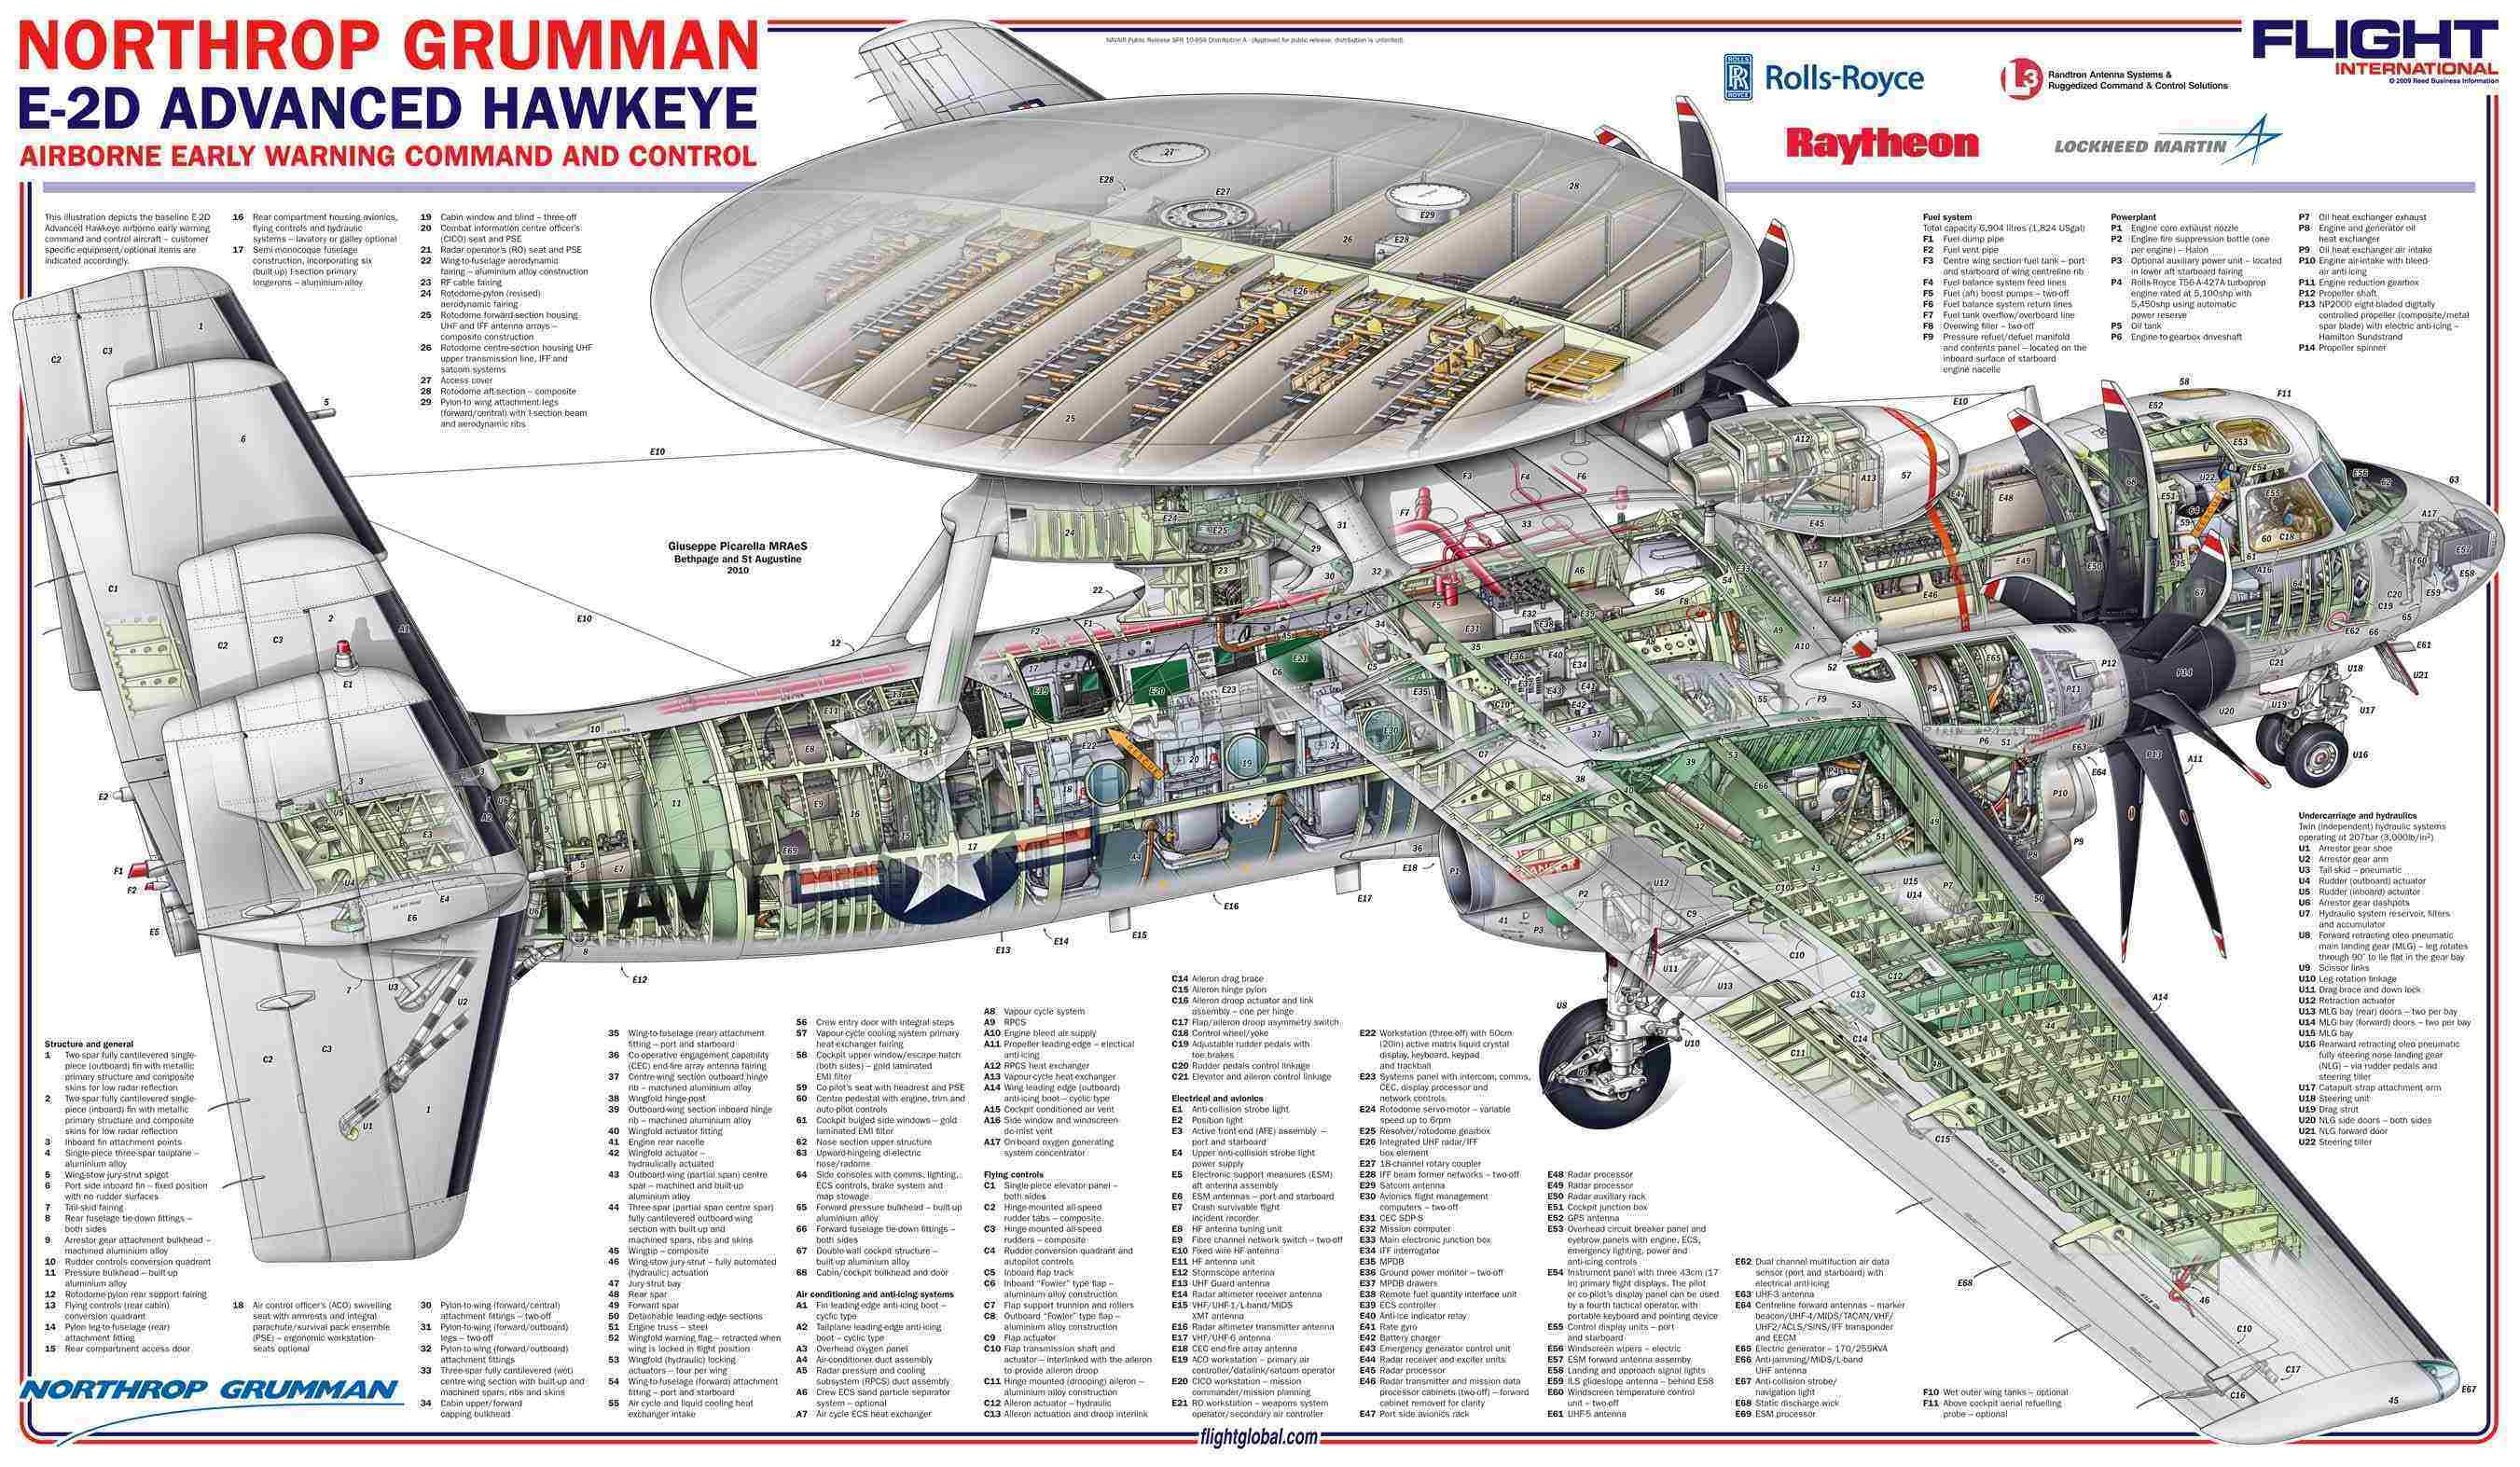 NORTHROP GRUMMAN
E-2D ADVANCED HAWKEYE
AIRBORNE EARLY WARNING COMMAND AND CONTROL
NAVAIR Public Release SPR 10-859 Distribution A - (Approved for public release, distribution is unlimited)
ROLLS
RR
ROYCE
Rolls-Royce
L3
Randtron Antenna Systems &
Ruggedized Command & Control Solutions
Raytheon
LOCKHEED MARTIN
FLIGHT
INTERNATIONAL
© 2009 Reed Business Information
This illustration depicts the baseline E-2D
Advanced Hawkeye airborne early warning
command and control aircraft – customer
specific equipment/optional items are
indicated accordingly.
16 Rear compartment housing avionics,
flying controls and hydraulic
systems – lavatory or galley optional
17 Semi-monocoque fuselage
construction, incorporating six
(built-up) I-section primary
longerons – aluminium-alloy
19 Cabin window and blind – three-off
20 Combat information centre officer's
(CICO) seat and PSE
21 Radar operator's (RO) seat and PSE
22 Wing-to-fuselage aerodynamic
fairing – aluminium alloy construction
23 RF cable fairing
24 Rotodome-pylon (revised)
aerodynamic fairing
25 Rotodome forward-section housing
UHF and IFF antenna arrays –
composite construction
26 Rotodome centre-section housing UHF
upper transmission line, IFF and
satcom systems
27 Access cover
28 Rotodome aft-section – composite
29 Pylon-to wing attachment legs
(forward/central) with I-section beam
and aerodynamic ribs
Fuel system
Total capacity 6,904 litres (1,824 USgal)
F1 Fuel dump pipe
F2 Fuel vent pipe
F3 Centre wing section fuel tank – port
and starboard of wing centreline rib
F4 Fuel balance system feed lines
F5 Fuel (aft) boost pumps – two-off
F6 Fuel balance system return lines
F7 Fuel tank overflow/overboard line
F8 Overwing filler – two-off
F9 Pressure refuel/defuel manifold
and contents panel – located on the
inboard surface of starboard
engine nacelle
Powerplant
P1 Engine core exhaust nozzle
P2 Engine fire suppression bottle (one
per engine) – Halon
P3 Optional auxiliary power unit – located
in lower aft starboard fairing
P4 Rolls-Royce T56-A-427A turboprop
engine rated at 5,100shp with
5,450shp using automatic
power reserve
P5 Oil tank
P6 Engine-to-gearbox driveshaft
P7 Oil heat exchanger exhaust
P8 Engine and generator oil
heat exchanger
P9 Oil heat exchanger air intake
P10 Engine air-intake with bleed-
air anti-icing
P11 Engine reduction gearbox
P12 Propeller shaft
P13 NP2000 eight-bladed digitally
controlled propeller (composite/metal
spar blade) with electric anti-icing –
Hamilton Sundstrand
P14 Propeller spinner
Giuseppe Picarella MRAeS
Bethpage and St Augustine
2010
NAVY
RESCUE
RESCUE
Undercarriage and hydraulics
Twin (independent) hydraulic systems
operating at 207bar (3,000lb/in²)
U1 Arrestor gear shoe
U2 Arrestor gear arm
U3 Tail-skid – pneumatic
U4 Rudder (outboard) actuator
U5 Rudder (inboard) actuator
U6 Arrestor gear dashpots
U7 Hydraulic system reservoir, filters
and accumulator
U8 Forward retracting oleo pneumatic
main landing gear (MLG) – leg rotates
through 90° to lie flat in the gear bay
U9 Scissor links
U10 Leg rotation linkage
U11 Drag brace and down lock
U12 Retraction actuator
U13 MLG bay (rear) doors – two per bay
U14 MLG bay (forward) doors – two per bay
U15 MLG bay
U16 Rearward retracting oleo pneumatic
fully steering nose landing gear
(NLG) – via rudder pedals and
steering tiller
U17 Catapult strap attachment arm
U18 Steering unit
U19 Drag strut
U20 NLG side doors – both sides
U21 NLG forward door
U22 Steering tiller
Structure and general
1 Two-spar fully cantilevered single-
piece (outboard) fin with metallic
primary structure and composite
skins for low radar reflection
2 Two-spar fully cantilevered single-
piece (inboard) fin with metallic
primary structure and composite
skins for low radar reflection
3 Inboard fin attachment points
4 Single-piece three-spar tailplane –
aluminium alloy
5 Wing-stow jury-strut spigot
6 Port side inboard fin – fixed position
with no rudder surfaces
7 Tail-skid fairing
8 Rear fuselage tie-down fittings –
both sides
9 Arrestor gear attachment bulkhead –
machined aluminium alloy
10 Rudder controls conversion quadrant
11 Pressure bulkhead – built-up
aluminium alloy
12 Rotodome-pylon rear support fairing
13 Flying controls (rear cabin)
conversion quadrant
14 Pylon leg-to-fuselage (rear)
attachment fitting
15 Rear compartment access door
18 Air control officer's (ACO) swivelling
seat with armrests and integral
parachute/survival pack ensemble
(PSE) – ergonomic workstation
seats optional
30 Pylon-to-wing (forward/central)
attachment fittings – two-off
31 Pylon-to-wing (forward/outboard)
legs – two-off
32 Pylon-to-wing (forward/outboard)
attachment fittings
33 Three-spar fully cantilevered (wet)
centre wing section with built-up and
machined spars, ribs and skins
34 Cabin upper/forward
capping bulkhead
35 Wing-to-fuselage (rear) attachment
fitting – port and starboard
36 Co-operative engagement capability
(CEC) end-fire array antenna fairing
37 Centre-wing section outboard hinge
rib – machined aluminium alloy
38 Wingfold hinge-post
39 Outboard-wing section inboard hinge
rib – machined aluminium alloy
40 Wingfold actuator fitting
41 Engine rear nacelle
42 Wingfold actuator –
hydraulically actuated
43 Outboard-wing (partial span) centre
spar – machined and built-up
aluminium alloy
44 Three-spar (partial span centre spar)
fully cantilevered outboard-wing
section with built-up and
machined spars, ribs and skins
45 Wingtip – composite
46 Wing-stow jury-strut – fully automated
(hydraulic) actuation
47 Jury-strut bay
48 Rear spar
49 Forward spar
50 Detachable leading-edge sections
51 Engine truss – steel
52 Wingfold warning flag – retracted when
wing is locked in flight position
53 Wingfold (hydraulic) locking
actuators – four per wing
54 Wing-to-fuselage (forward) attachment
fitting – port and starboard
55 Air cycle and liquid cooling heat
exchanger intake
56 Crew entry door with integral steps
57 Vapour-cycle cooling system primary
heat exchanger fairing
58 Cockpit upper window/escape hatch
(both sides) – gold laminated
EMI filter
59 Co-pilot's seat with headrest and PSE
60 Centre pedestal with engine, trim and
auto-pilot controls
61 Cockpit bulged side windows – gold
laminated EMI filter
62 Nose section upper structure
63 Upward-hingeing di-electric
nose/radome
64 Side consoles with comms, lighting,
ECS controls, brake system and
map stowage
65 Forward pressure bulkhead – built-up
aluminium alloy
66 Forward fuselage tie-down fittings –
both sides
67 Double-wall cockpit structure –
built-up aluminium alloy
68 Cabin/cockpit bulkhead and door
Air conditioning and anti-icing systems
A1 Fin leading-edge anti-icing boot –
cyclic type
A2 Tailplane leading-edge anti-icing
boot – cyclic type
A3 Overhead oxygen panel
A4 Air-conditioner duct assembly
A5 Radar pressure and cooling
subsystem (RPCS) duct assembly
A6 Crew ECS sand particle separator
system – optional
A7 Air cycle ECS heat exchanger
A8 Vapour cycle system
A9 RPCS
A10 Engine bleed air supply
A11 Propeller leading-edge – electrical
anti-icing
A12 RPCS heat exchanger
A13 Vapour-cycle heat-exchanger
A14 Wing leading edge (outboard)
anti-icing boot – cyclic type
A15 Cockpit conditioned air vent
A16 Side window and windscreen
de-mist vent
A17 On-board oxygen generating
system concentrator
Flying controls
C1 Single-piece elevator panel –
both sides
C2 Hinge-mounted all-speed
rudder tabs – composite
C3 Hinge-mounted all-speed
rudders – composite
C4 Rudder conversion quadrant and
autopilot controls
C5 Inboard flap track
C6 Inboard "Fowler" type flap –
aluminium alloy construction
C7 Flap support trunnion and rollers
C8 Outboard "Fowler" type flap –
aluminium alloy construction
C9 Flap actuator
C10 Flap transmission shaft and
actuator – interlinked with the aileron
to provide aileron droop
C11 Hinge mounted (drooping) aileron –
aluminium alloy construction
C12 Aileron actuator – hydraulic
C13 Aileron actuation and droop interlink
C14 Aileron drag brace
C15 Aileron hinge pylon
C16 Aileron droop actuator and link
assembly – one per hinge
C17 Flap/aileron droop asymmetry switch
C18 Control wheel/yoke
C19 Adjustable rudder pedals with
toe brakes
C20 Rudder pedals control linkage
C21 Elevator and aileron control linkage
Electrical and avionics
E1 Anti-collision strobe light
E2 Position light
E3 Active front end (AFE) assembly –
port and starboard
E4 Upper anti-collision strobe light
power supply
E5 Electronic support measures (ESM)
aft antenna assembly
E6 ESM antennas – port and starboard
E7 Crash survivable flight
incident recorder
E8 HF antenna tuning unit
E9 Fibre channel network switch – two-off
E10 Fixed wire HF antenna
E11 HF antenna unit
E12 Stormscope antenna
E13 UHF Guard antenna
E14 Radar altimeter receiver antenna
E15 VHF/UHF-1/L-band/MIDS
XMT antenna
E16 Radar altimeter transmitter antenna
E17 VHF/UHF-6 antenna
E18 CEC end-fire array antenna
E19 ACO workstation – primary air
controller/datalink/satcom operator
E20 CICO workstation – mission
commander/mission planning
E21 RO workstation – weapons system
operator/secondary air controller
E22 Workstation (three-off) with 50cm
(20in) active matrix liquid crystal
display, keyboard, keypad
and trackball
E23 Systems panel with intercom, comms,
CEC, display processor and
network controls
E24 Rotodome servo-motor – variable
speed up to 6rpm
E25 Resolver/rotodome gearbox
E26 Integrated UHF radar/IFF
box element
E27 18-channel rotary coupler
E28 IFF beam former networks – two-off
E29 Satcom antenna
E30 Avionics flight management
computers – two-off
E31 CEC SDP-S
E32 Mission computer
E33 Main electronic junction box
E34 IFF interrogator
E35 MPDB
E36 Ground power monitor – two-off
E37 MPDB drawers
E38 Remote fuel quantity interface unit
E39 ECS controller
E40 Anti-ice indicator relay
E41 Rate gyro
E42 Battery charger
E43 Emergency generator control unit
E44 Radar receiver and exciter units
E45 Radar processor
E46 Radar transmitter and mission data
processor cabinets (two-off) – forward
cabinet removed for clarity
E47 Port side avionics rack
E48 Radar processor
E49 Radar processor
E50 Radar auxiliary rack
E51 Cockpit junction box
E52 GPS antenna
E53 Overhead circuit breaker panel and
eyebrow panels with engine, ECS,
emergency lighting, power and
anti-icing controls
E54 Instrument panel with three 43cm (17
in) primary flight displays. The pilot
or co-pilot's display panel can be used
by a fourth tactical operator, with
portable keyboard and pointing device
E55 Control display units – port
and starboard
E56 Windscreen wipers – electric
E57 ESM forward antenna assembly
E58 Landing and approach signal lights
E59 ILS glideslope antenna – behind E58
E60 Windscreen temperature control
unit – two-off
E61 UHF-5 antenna
E62 Dual channel multifuction air data
sensor (port and starboard) with
electrical anti-icing
E63 UHF-3 antenna
E64 Centreline forward antennas – marker
beacon/UHF-4/MIDS/TACAN/VHF/
UHF2/ACLS/SINS/IFF transponder
and EECM
E65 Electric generator – 170/259KVA
E66 Anti-jamming/MIDS/L-band
UHF antenna
E67 Anti-collision strobe/
navigation light
E68 Static discharge wick
E69 ESM processor
F10 Wet outer wing tanks – optional
F11 Above cockpit aerial refuelling
probe – optional
NORTHROP GRUMMAN
flightglobal.com